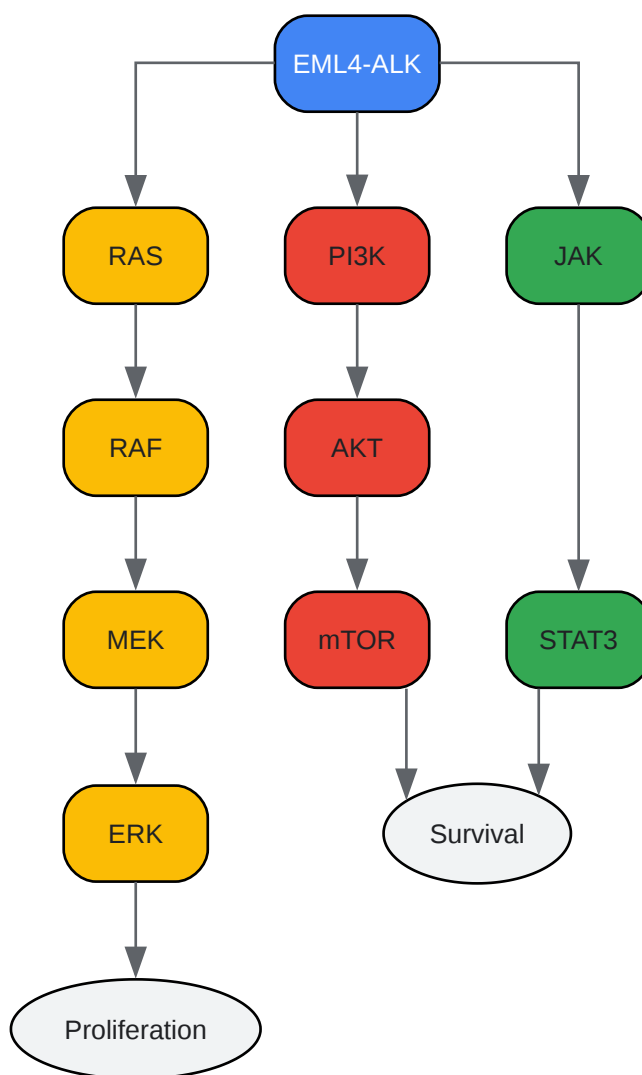 EML4-ALK
RAS
PI3K
JAK
RAF
AKT
MEK
mTOR
STAT3
ERK
Survival
Proliferation